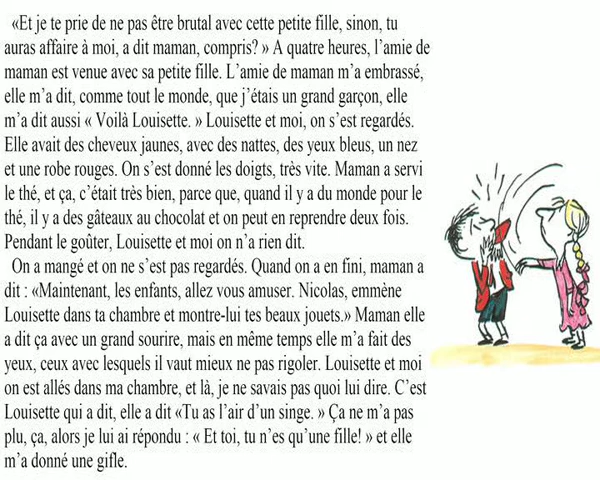 «Et je te prie de ne pas être brutal avec cette petite fille, sinon, tu
auras affaire à moi, a dit maman, compris? » A quatre heures, l’amie de
maman est venue avec sa petite fille. L’amie de maman m’a embrassé,
elle m’a dit, comme tout le monde, que j’étais un grand garçon, elle
m’a dit aussi « Voilà Louisette. » Louisette et moi, on s’est regardés.
Elle avait des cheveux jaunes, avec des nattes, des yeux bleus, un nez
et une robe rouges. On s’est donné les doigts, très vite. Maman a servi
le thé, et ça, c’était très bien, parce que, quand il y a du monde pour le
thé, il y a des gâteaux au chocolat et on peut en reprendre deux fois.
Pendant le goûter, Louisette et moi on n’a rien dit.
On a mangé et on ne s’est pas regardés. Quand on a en fini, maman a
dit : «Maintenant, les enfants, allez vous amuser. Nicolas, emmène
Louisette dans ta chambre et montre-lui tes beaux jouets.» Maman elle
a dit ça avec un grand sourire, mais en même temps elle m’a fait des
yeux, ceux avec lesquels il vaut mieux ne pas rigoler. Louisette et moi
on est allés dans ma chambre, et là, je ne savais pas quoi lui dire. C’est
Louisette qui a dit, elle a dit «Tu as l’air d’un singe. » Ça ne m’a pas
plu, ça, alors je lui ai répondu : « Et toi, tu n’es qu’une fille! » et elle
m’a donné une gifle.